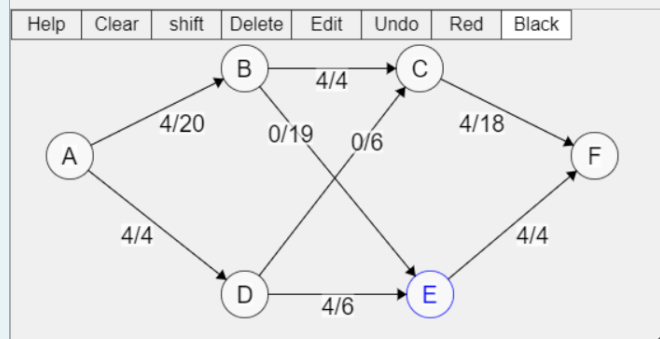 Help Clear shift Delete Edit Undo Red Black
B C
4/4
4/20 0/19 0/6 4/18
A F
4/4 4/4
D E
4/6